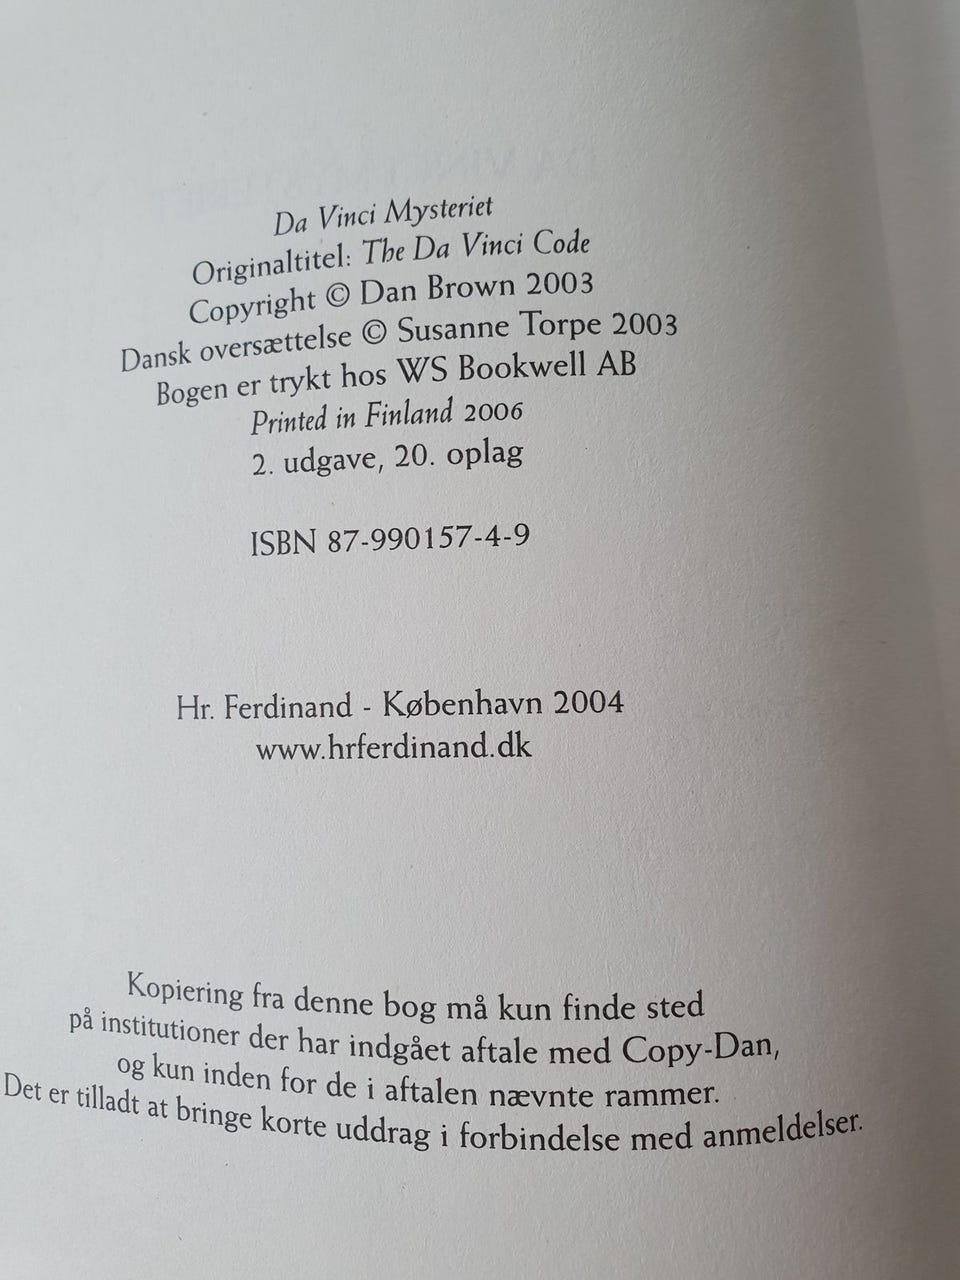 Da Vinci Mysteriet
Originaltitel: The Da Vinci Code
Copyright © Dan Brown 2003
Dansk oversættelse © Susanne Torpe 2003
Bogen er trykt hos WS Bookwell AB
Printed in Finland 2006
2. udgave, 20. oplag
ISBN 87-990157-4-9
Hr. Ferdinand - København 2004
www.hrferdinand.dk
Kopiering fra denne bog må kun finde sted
på institutioner der har indgået aftale med Copy-Dan,
og kun inden for de i aftalen nævnte rammer.
Det er tilladt at bringe korte uddrag i forbindelse med anmeldelser.